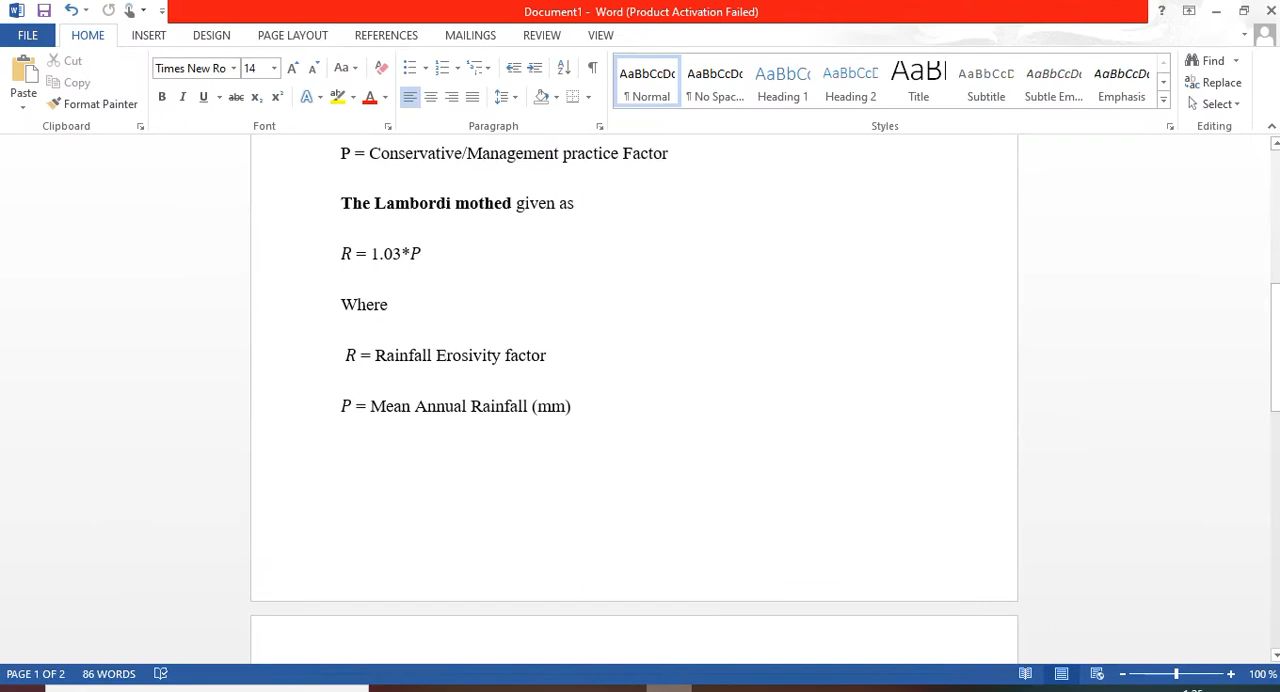 Document1 - Word (Product Activation Failed)
FILE HOME INSERT DESIGN PAGE LAYOUT REFERENCES MAILINGS REVIEW VIEW
Paste
Cut
Copy
Format Painter
Clipboard
Times New Ro 14
Font
Paragraph
AaBbCcDc AaBbCcDc AaBbCc AaBbCcD AaBl AaBbCcD AaBbCcDc AaBbCcDc
¶ Normal ¶ No Spac... Heading 1 Heading 2 Title Subtitle Subtle Em... Emphasis
Styles
Find
Replace
Select
Editing
P = Conservative/Management practice Factor
The Lambordi mothed given as
R = 1.03*P
Where
R = Rainfall Erosivity factor
P = Mean Annual Rainfall (mm)
PAGE 1 OF 2 86 WORDS 100 %